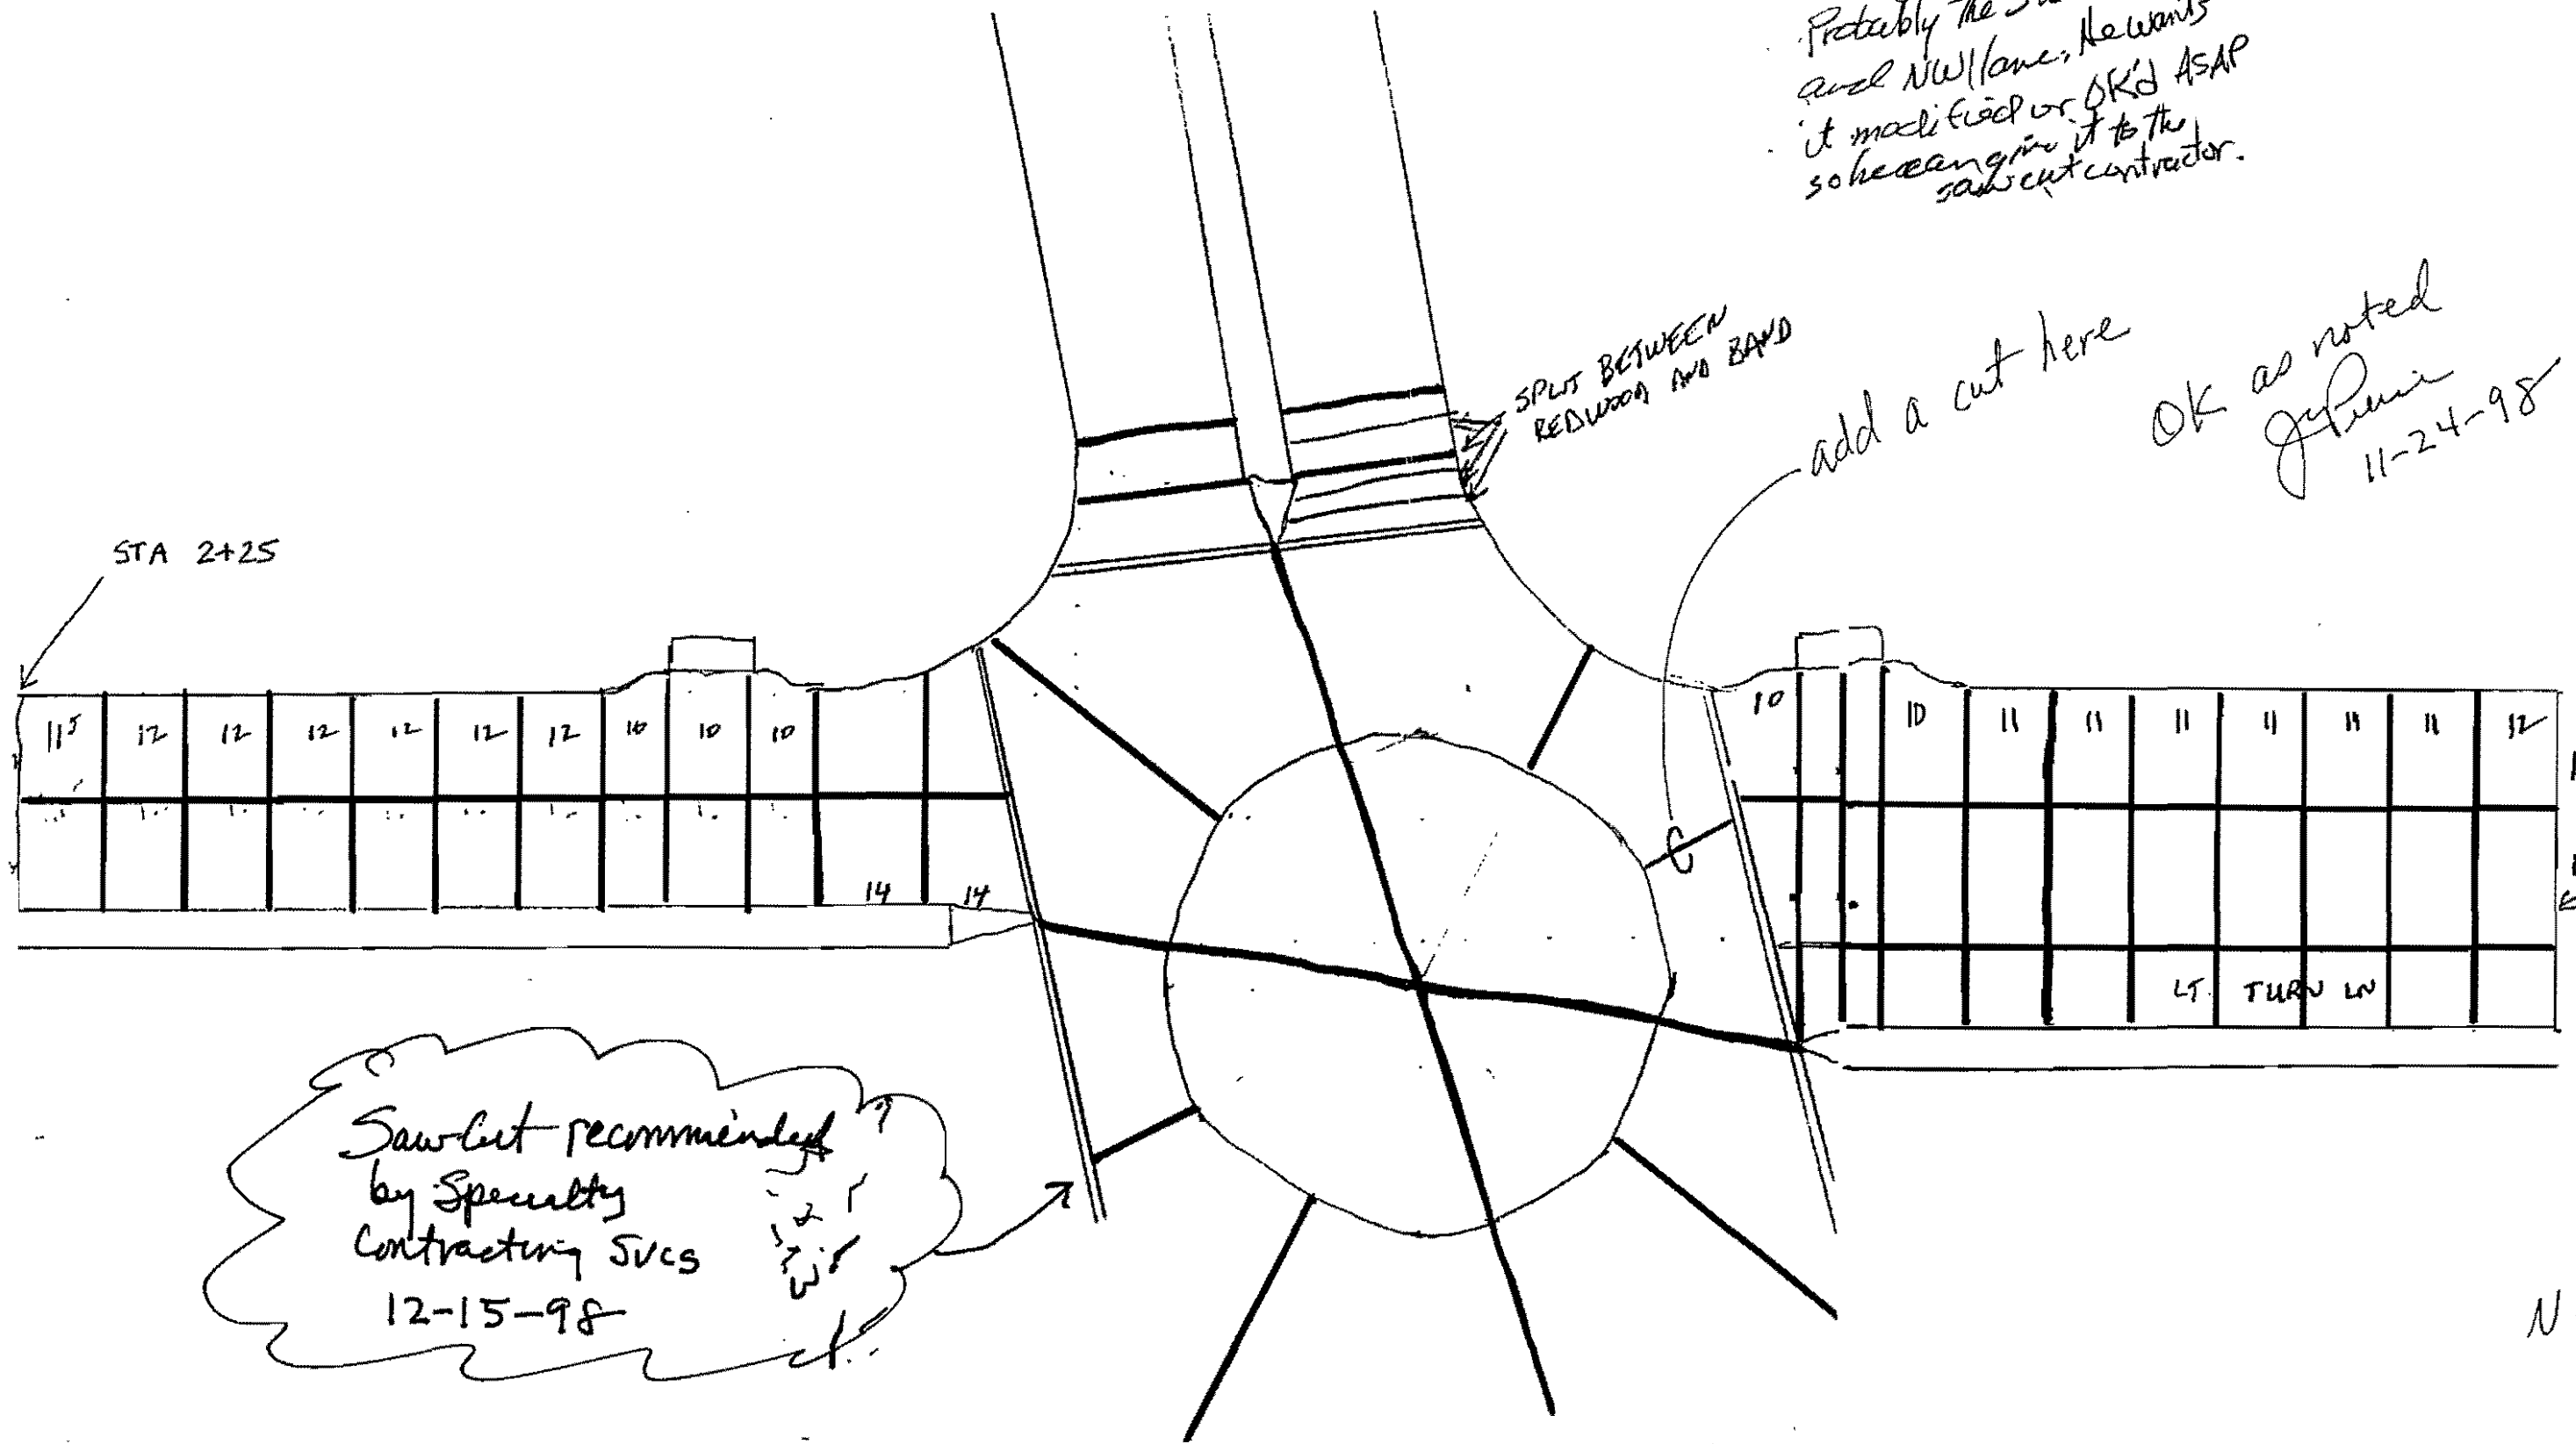 Probably the
and NW lane. He wants
it modified or OK'd ASAP
so he can give it to the
saw cut contractor.
SPLIT BETWEEN
REDWOOD AND BAND
add a cut here
OK as noted
11-24-98
STA 2+25
11⁵ 12 12 12 12 12 12 10 10 10
14 14
10 10 11 11 11 11 11 11 12
LT TURN LN
Saw-Cut recommended
by Specialty
Contracting Svcs
12-15-98
N